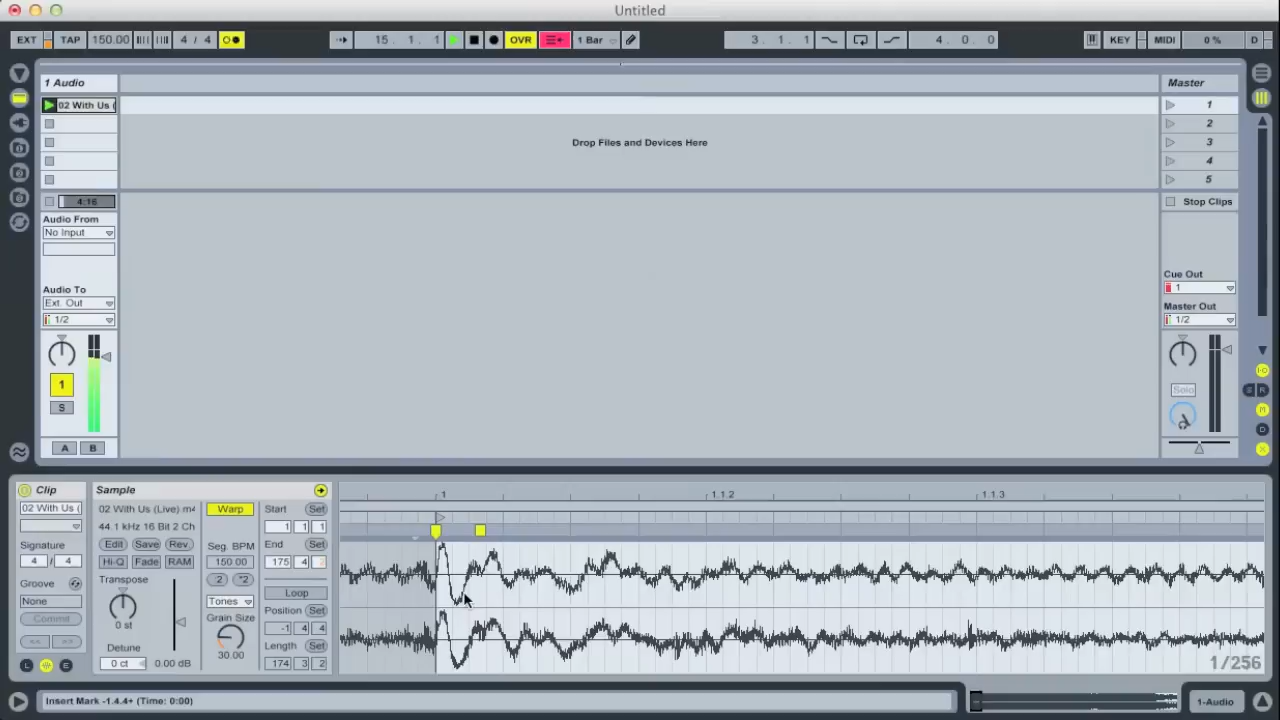 Untitled
EXT TAP 150.00 4 / 4 15 . 1 . 1 OVR 1 Bar 3 . 1 . 1 4 . 0 . 0 KEY MIDI 0 % D
1 Audio Master
02 With Us ( 1
Drop Files and Devices Here 2
3
4
5
4:16 Stop Clips
Audio From
No Input
Audio To
Ext. Out
1/2
1
S
A B
Cue Out
1
Master Out
1/2
Solo
I·O
S R
M
D
X
Clip
02 With Us (
Signature
4 / 4
Groove
None
Commit
<< >>
L E
Sample
02 With Us (Live) m4
44.1 kHz 16 Bit 2 Ch
Edit Save Rev.
Hi-Q Fade RAM
Transpose
0 st
Detune
0 ct 0.00 dB
Warp
Seg. BPM
150.00
:2 *2
Tones
Grain Size
30.00
Start Set
1 1 1
End Set
175 4
Loop
Position Set
-1 4 4
Length Set
174 3 2
1 1.1.2 1.1.3
1/256
Insert Mark -1.4.4+ (Time: 0:00) 1-Audio